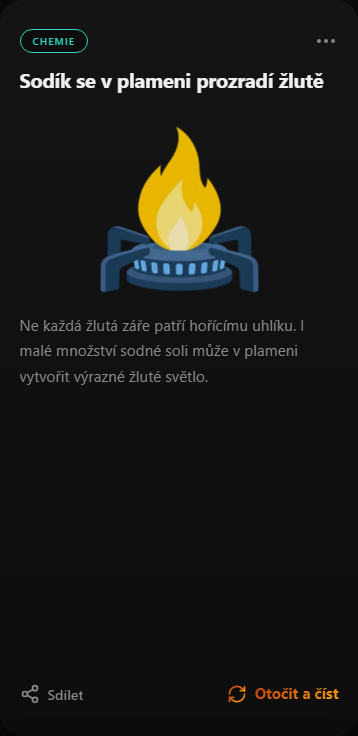 CHEMIE
Sodík se v plameni prozradí žlutě
Ne každá žlutá záře patří hořícímu uhlíku. I
malé množství sodné soli může v plameni
vytvořit výrazné žluté světlo.
Sdílet
Otočit a číst